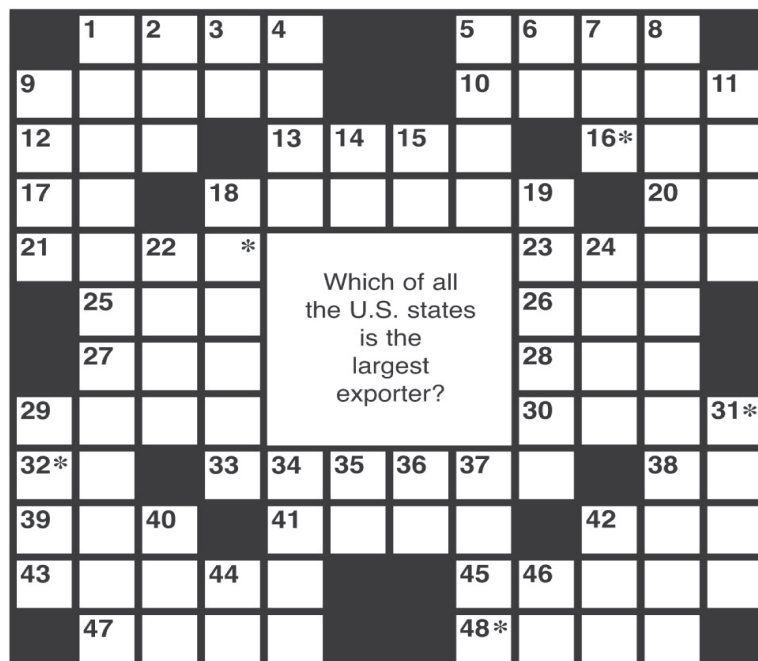 1 2 3 4 5 6 7 8
9 10 11
12 13 14 15 16*
17 18 19 20
21 22 * 23 24
Which of all
the U.S. states
is the
largest
exporter?
25 26
27 28
29 30 31*
32* 33 34 35 36 37 38
39 40 41 42
43 44 45 46
47 48*